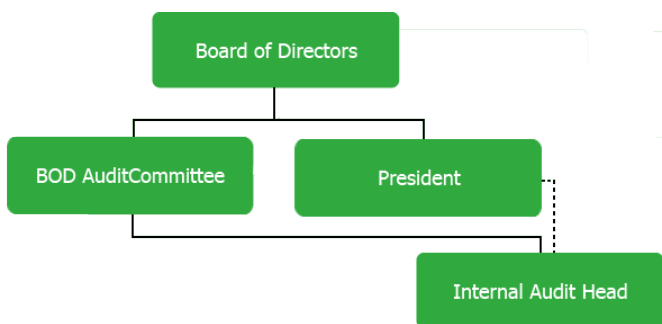 Board of Directors
BOD AuditCommittee
President
Internal Audit Head